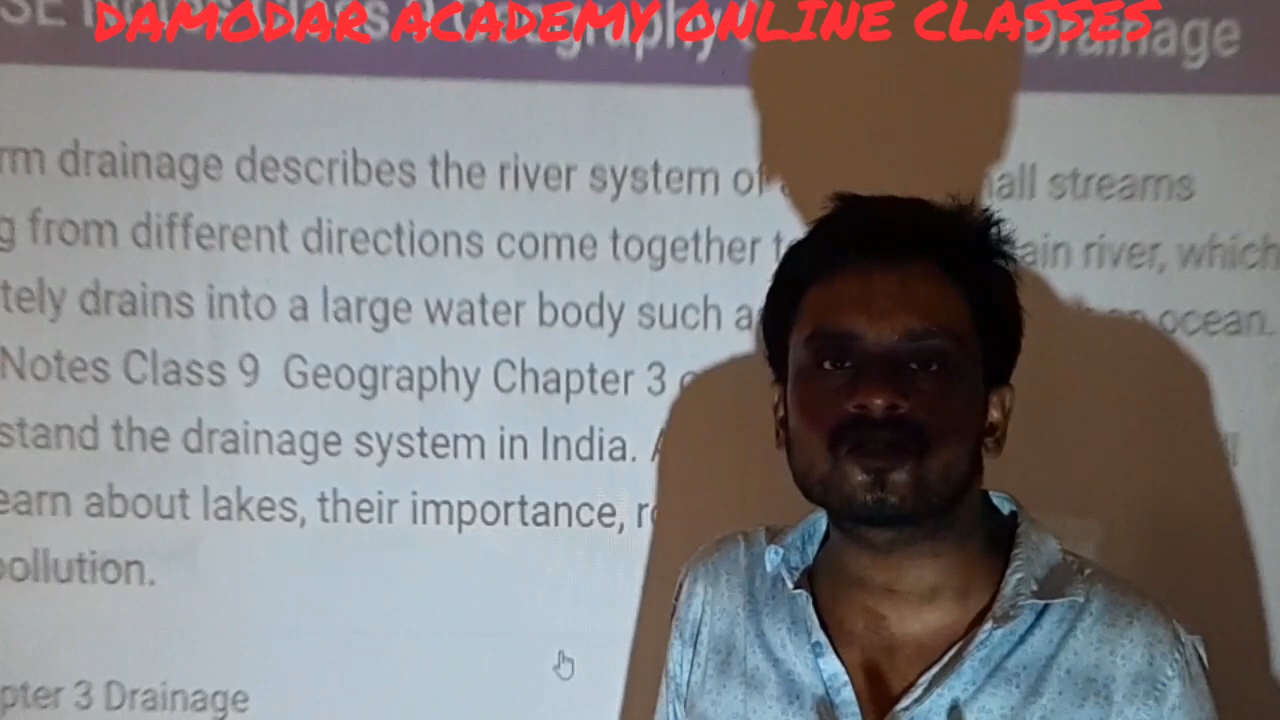 DAMODAR ACADEMY ONLINE CLASSES
SE Geography Drainage
rm drainage describes the river system of all streams
g from different directions come together ain river, which
tely drains into a large water body such ocean.
Notes Class 9 Geography Chapter 3
stand the drainage system in India.
earn about lakes, their importance,
pollution.
pter 3 Drainage